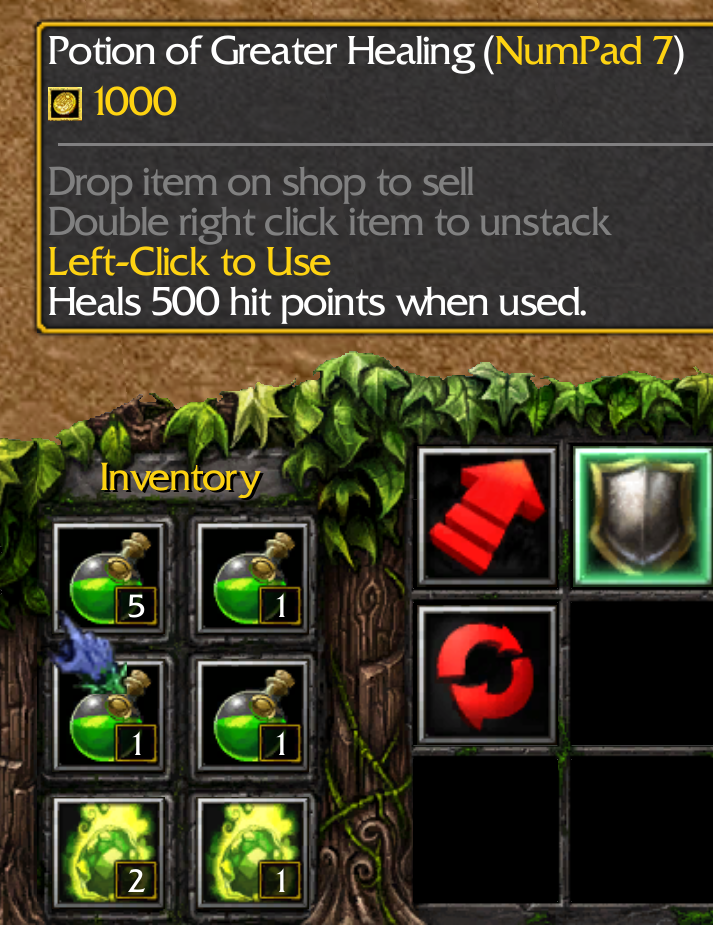 Potion of Greater Healing (NumPad 7)
1000
Drop item on shop to sell
Double right click item to unstack
Left-Click to Use
Heals 500 hit points when used.
Inventory
5 1
1 1
2 1